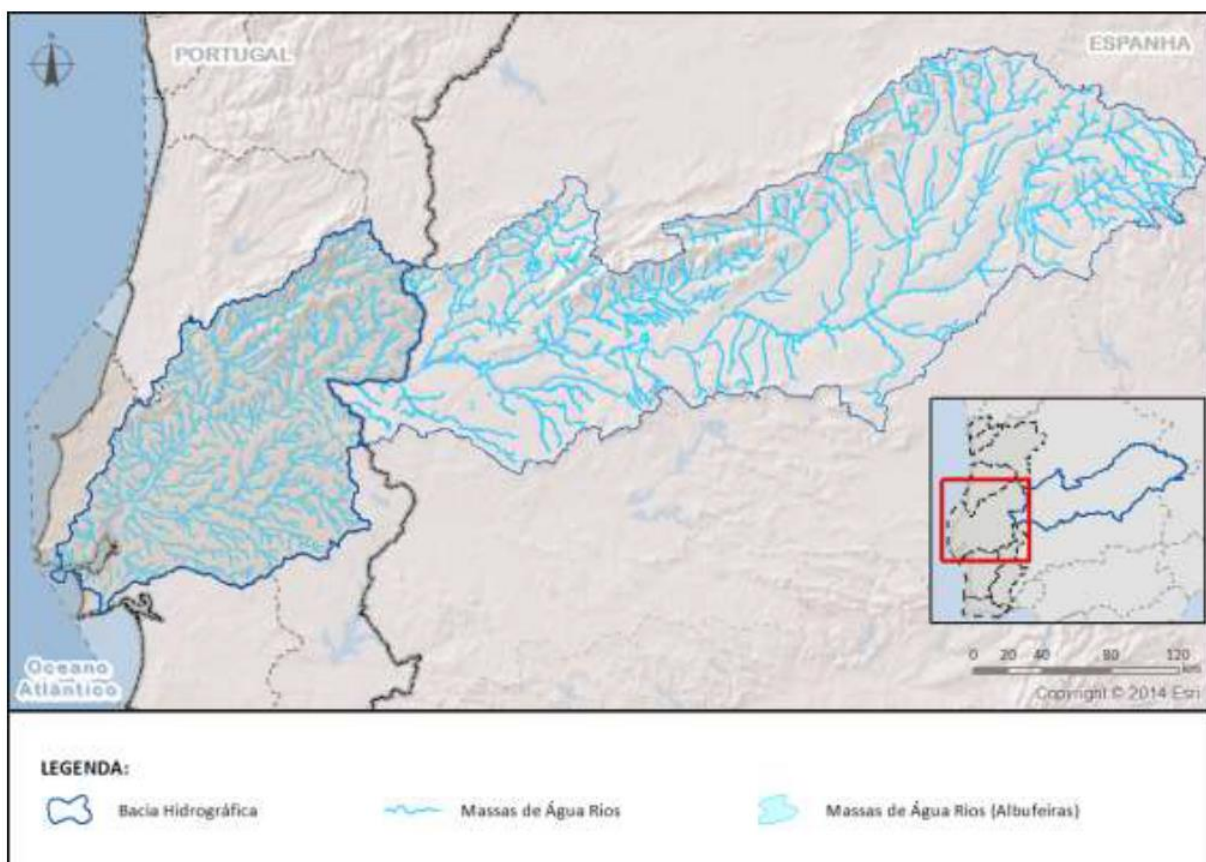 N
PORTUGAL
ESPANHA
Oceano
Atlântico
0 20 40 80 120
km
Copyright © 2014 Esri
LEGENDA:
Bacia Hidrográfica
Massas de Água Rios
Massas de Água Rios (Albufeiras)